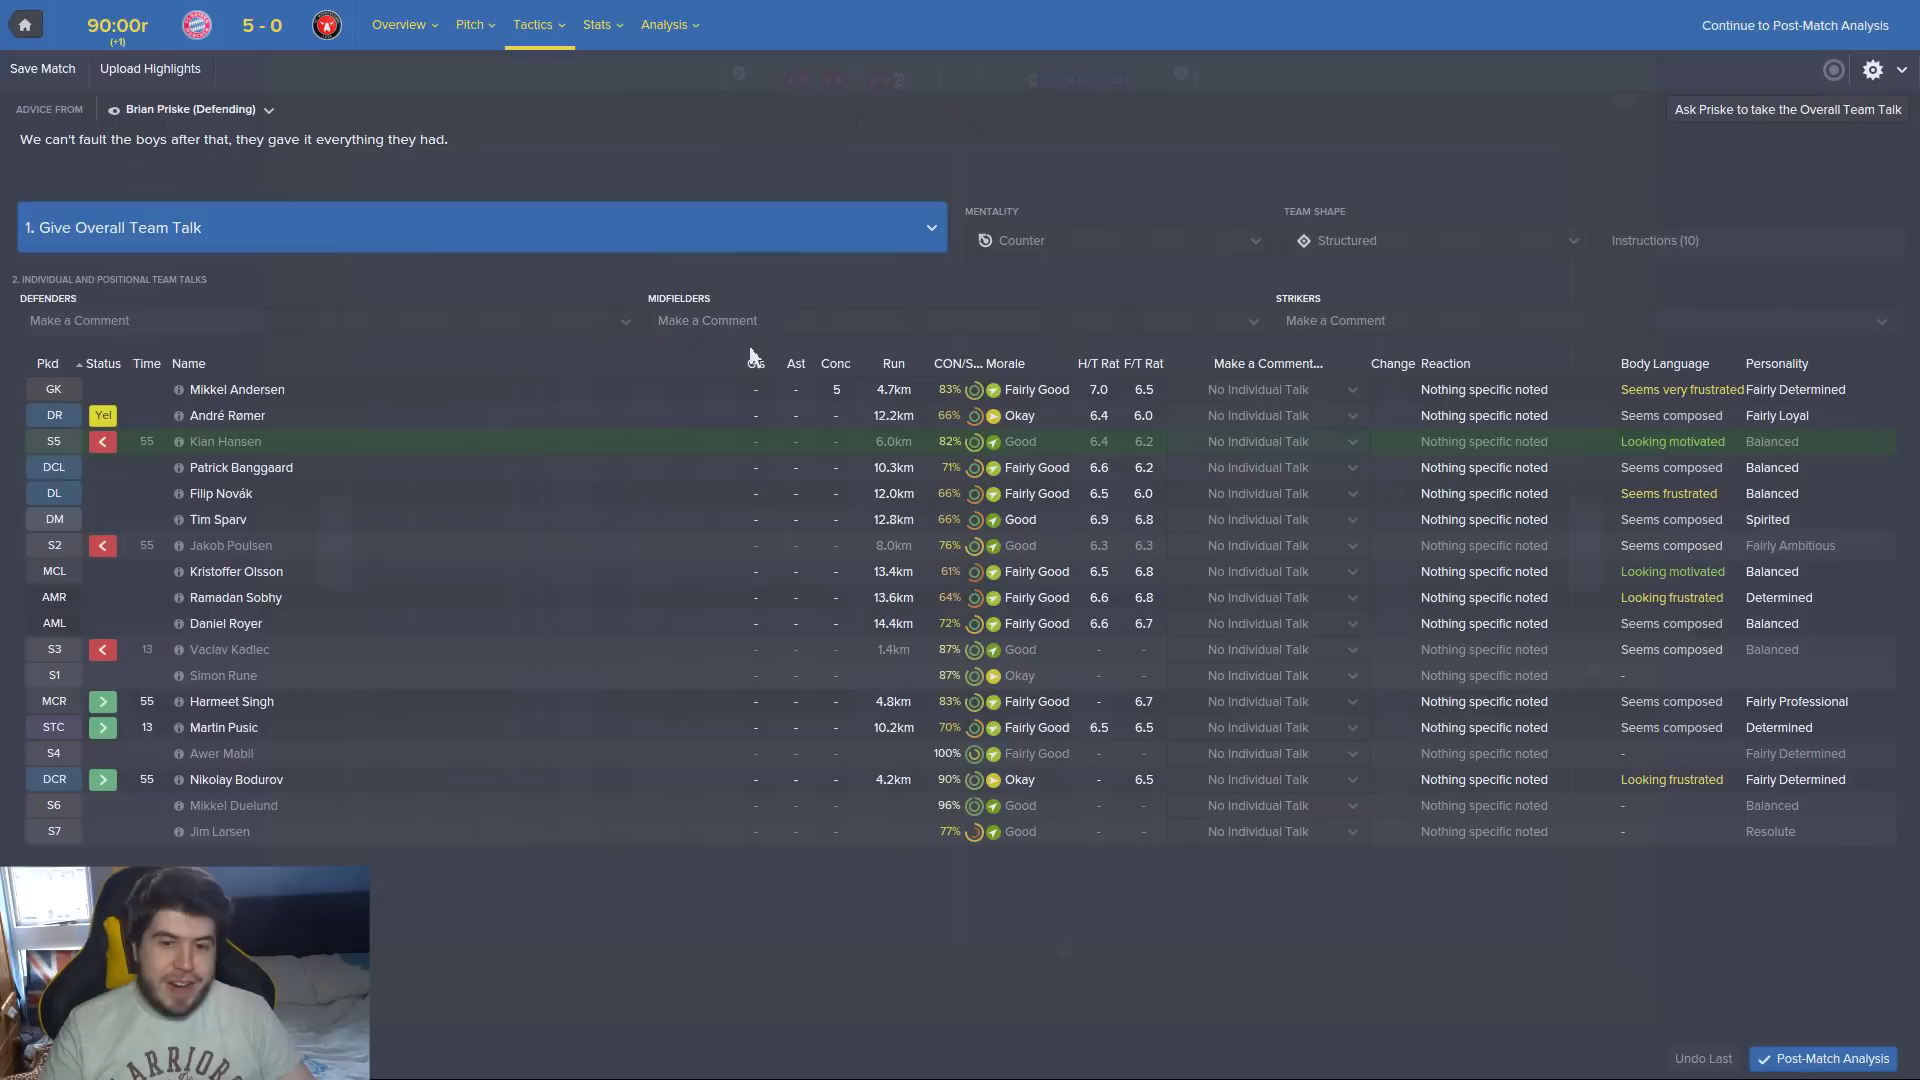 90:00r
(+1)
5 - 0
Overview
Pitch
Tactics
Stats
Analysis
Continue to Post-Match Analysis
Save Match
Upload Highlights
ADVICE FROM
Brian Priske (Defending)
Ask Priske to take the Overall Team Talk
We can't fault the boys after that, they gave it everything they had.
1. Give Overall Team Talk
MENTALITY
TEAM SHAPE
Counter
Structured
Instructions (10)
2. INDIVIDUAL AND POSITIONAL TEAM TALKS
DEFENDERS
MIDFIELDERS
STRIKERS
Make a Comment
Make a Comment
Make a Comment
Pkd Status Time Name Ast Conc Run CON/S... Morale H/T Rat F/T Rat Make a Comment... Change Reaction Body Language Personality
GK Mikkel Andersen - - 5 4.7km 83% Fairly Good 7.0 6.5 No Individual Talk Nothing specific noted Seems very frustrated Fairly Determined
DR Yel André Rømer - - - 12.2km 66% Okay 6.4 6.0 No Individual Talk Nothing specific noted Seems composed Fairly Loyal
S5 < 55 Kian Hansen - - - 6.0km 82% Good 6.4 6.2 No Individual Talk Nothing specific noted Looking motivated Balanced
DCL Patrick Banggaard - - - 10.3km 71% Fairly Good 6.6 6.2 No Individual Talk Nothing specific noted Seems composed Balanced
DL Filip Novák - - - 12.0km 66% Fairly Good 6.5 6.0 No Individual Talk Nothing specific noted Seems frustrated Balanced
DM Tim Sparv - - - 12.8km 66% Good 6.9 6.8 No Individual Talk Nothing specific noted Seems composed Spirited
S2 < 55 Jakob Poulsen - - - 8.0km 76% Good 6.3 6.3 No Individual Talk Nothing specific noted Seems composed Fairly Ambitious
MCL Kristoffer Olsson - - - 13.4km 61% Fairly Good 6.5 6.8 No Individual Talk Nothing specific noted Looking motivated Balanced
AMR Ramadan Sobhy - - - 13.6km 64% Fairly Good 6.6 6.8 No Individual Talk Nothing specific noted Looking frustrated Determined
AML Daniel Royer - - - 14.4km 72% Fairly Good 6.6 6.7 No Individual Talk Nothing specific noted Seems composed Balanced
S3 < 13 Vaclav Kadlec - - - 1.4km 87% Good - - No Individual Talk Nothing specific noted Seems composed Balanced
S1 Simon Rune - - - 87% Okay - - No Individual Talk Nothing specific noted -
MCR > 55 Harmeet Singh - - - 4.8km 83% Fairly Good - 6.7 No Individual Talk Nothing specific noted Seems composed Fairly Professional
STC > 13 Martin Pusic - - - 10.2km 70% Fairly Good 6.5 6.5 No Individual Talk Nothing specific noted Seems composed Determined
S4 Awer Mabil - - - 100% Fairly Good - - No Individual Talk Nothing specific noted - Fairly Determined
DCR > 55 Nikolay Bodurov - - - 4.2km 90% Okay - 6.5 No Individual Talk Nothing specific noted Looking frustrated Fairly Determined
S6 Mikkel Duelund - - - 96% Good - - No Individual Talk Nothing specific noted - Balanced
S7 Jim Larsen - - - 77% Good - - No Individual Talk Nothing specific noted - Resolute
Undo Last
Post-Match Analysis